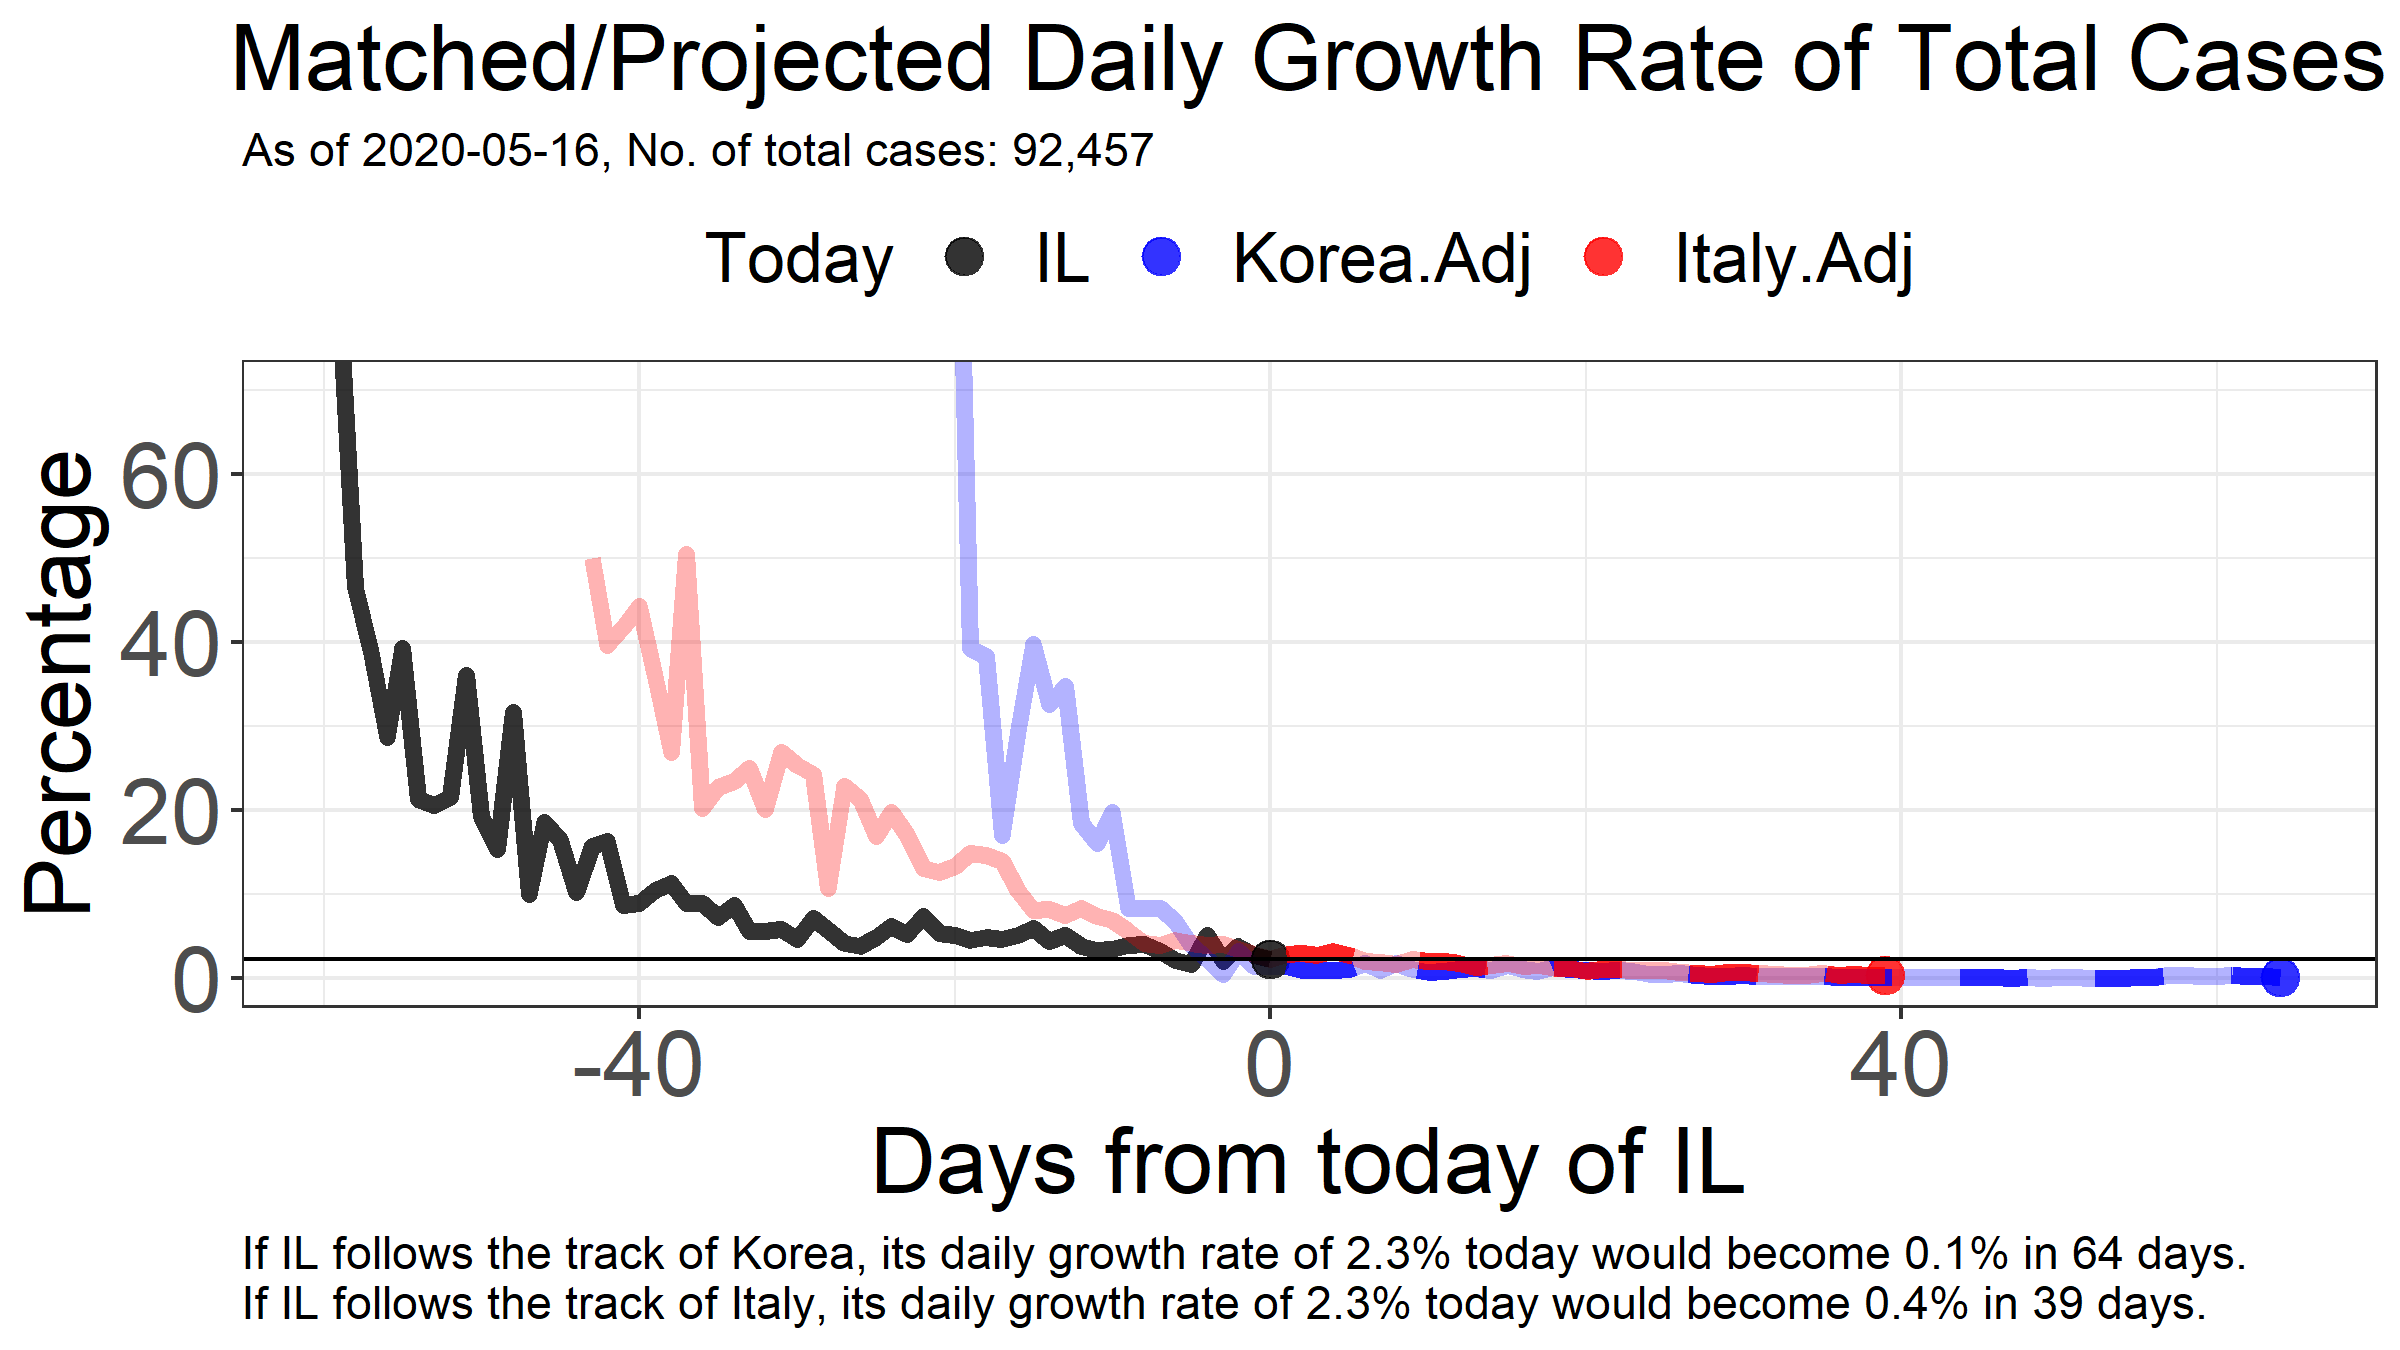 Matched/Projected Daily Growth Rate of Total Cases
As of 2020-05-16, No. of total cases: 92,457
Today IL Korea.Adj Italy.Adj
Percentage
60
40
20
0
-40 0 40
Days from today of IL
If IL follows the track of Korea, its daily growth rate of 2.3% today would become 0.1% in 64 days.
If IL follows the track of Italy, its daily growth rate of 2.3% today would become 0.4% in 39 days.